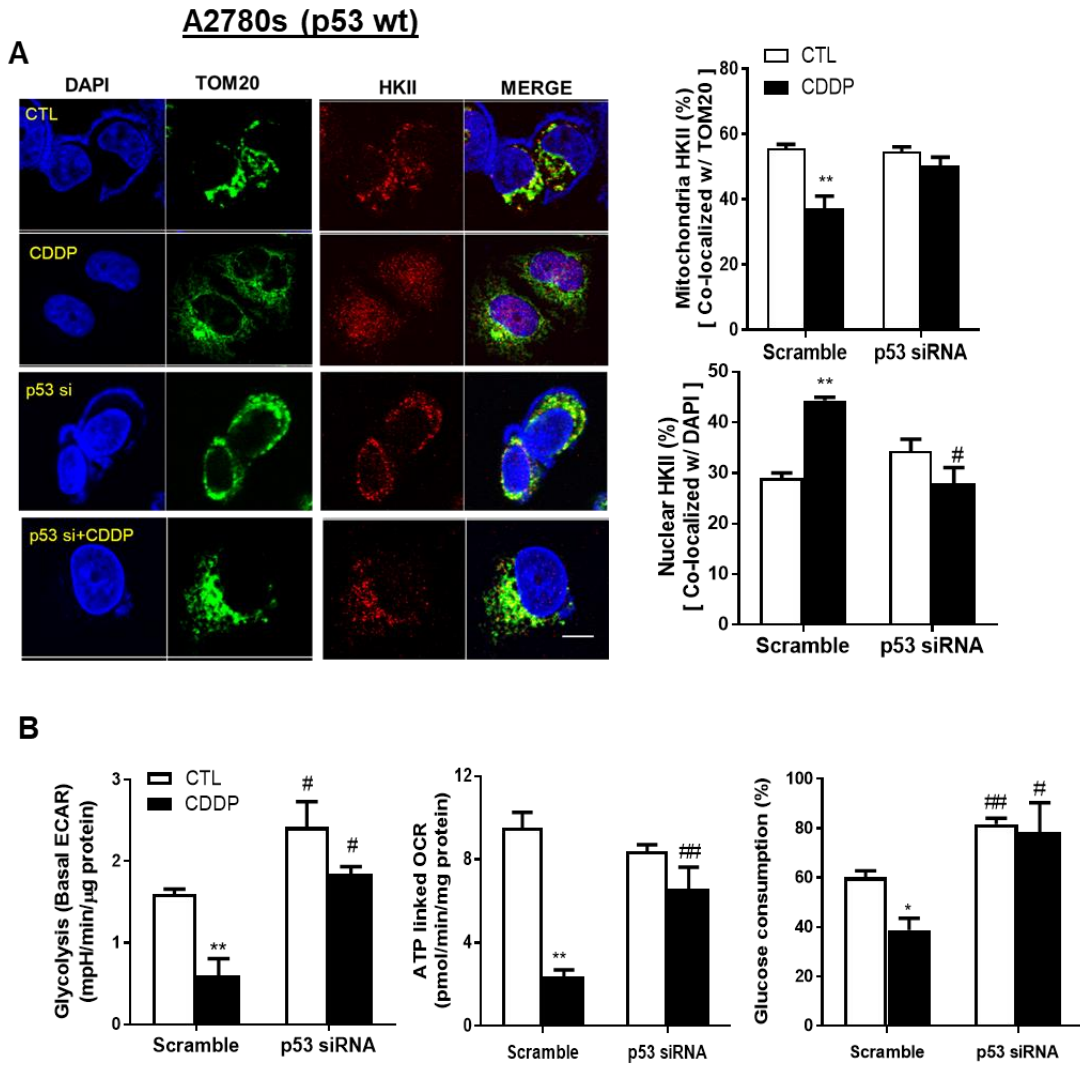 A2780s (p53 wt)
A
DAPI TOM20 HKII MERGE
CTL
CDDP
p53 si
p53 si+CDDP
CTL
CDDP
Mitochondria HKII (%)
[ Co-localized w/ TOM20 ]
80
60
40
20
0
**
Scramble p53 siRNA
Nuclear HKII (%)
[ Co-localized w/ DAPI ]
50
40
30
20
10
0
**
#
Scramble p53 siRNA
B
CTL
CDDP
Glycolysis (Basal ECAR)
(mpH/min/µg protein)
3
2
1
0
**
#
#
Scramble p53 siRNA
ATP linked OCR
(pmol/min/mg protein)
12
8
4
0
**
##
Scramble p53 siRNA
Glucose consumption (%)
100
80
60
40
20
0
*
##
#
Scramble p53 siRNA